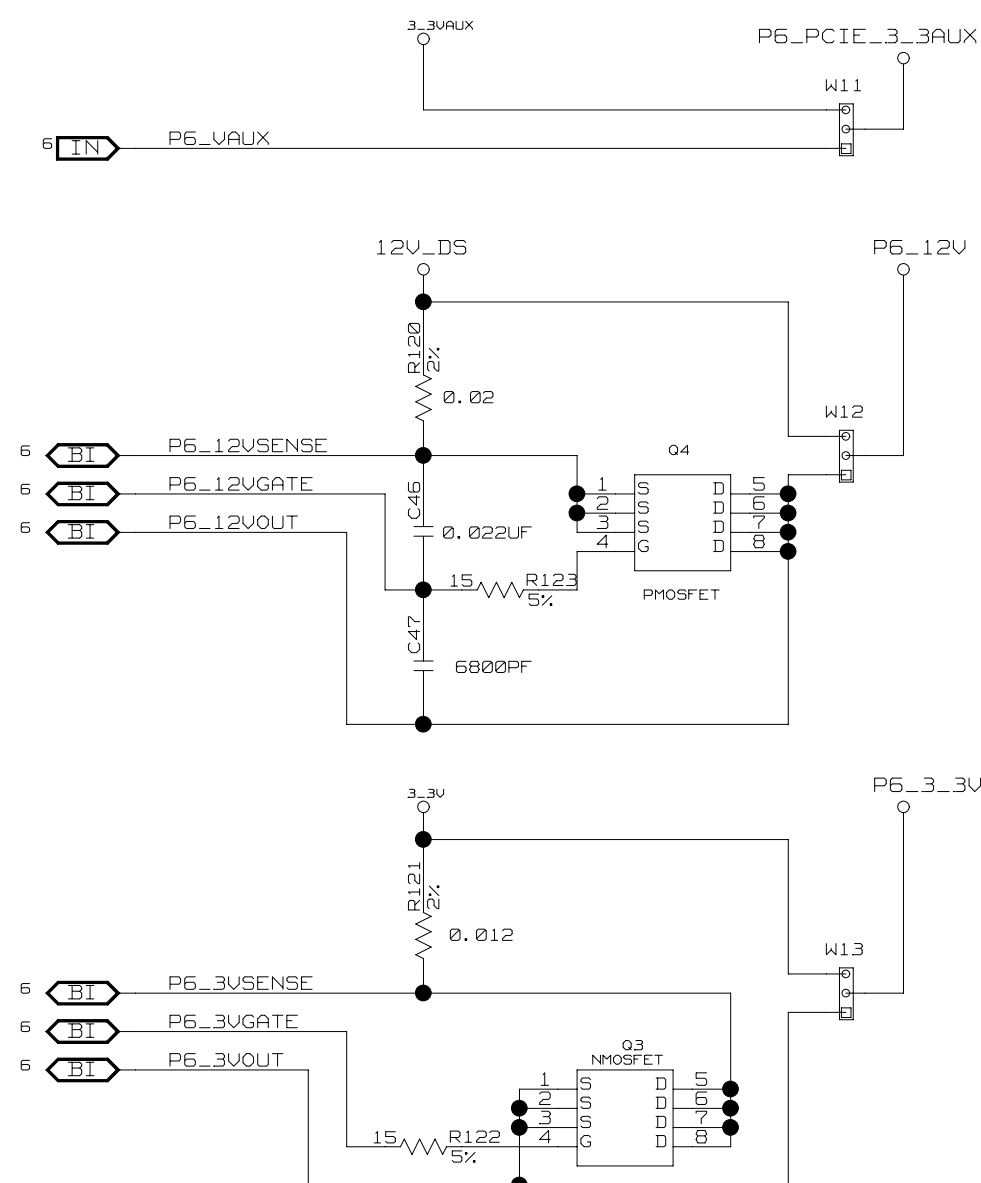 3_3VAUX
P6_PCIE_3_3AUX
W11
6 IN P6_VAUX
12V_DS
P6_12V
R120
2%
0.02
W12
6 BI P6_12VSENSE
Q4
6 BI P6_12VGATE
C46
1 S D 5
2 S D 6
6 BI P6_12VOUT
0.022UF
3 S D 7
4 G D 8
15 R123
5%
PMOSFET
C47
6800PF
3_3V
P6_3_3V
R121
2%
0.012
W13
6 BI P6_3VSENSE
6 BI P6_3VGATE
Q3
NMOSFET
6 BI P6_3VOUT
1 S D 5
2 S D 6
3 S D 7
4 G D 8
15 R122
5%